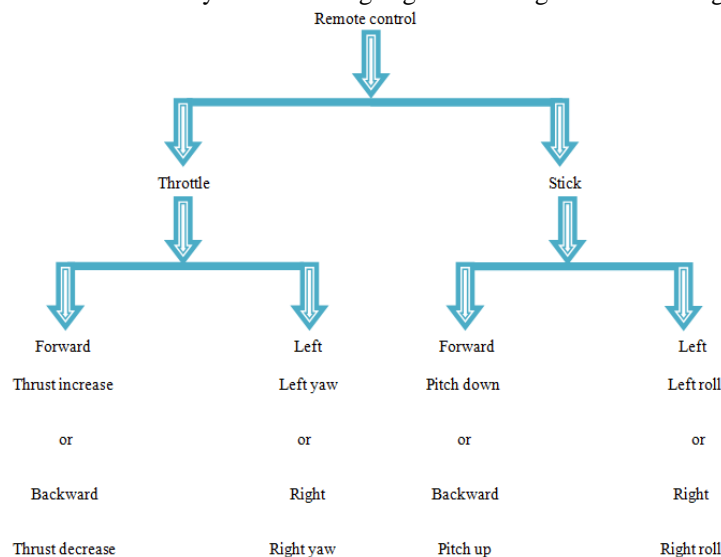 Remote control
Throttle
Stick
Forward
Left
Forward
Left
Thrust increase
Left yaw
Pitch down
Left roll
or
or
or
or
Backward
Right
Backward
Right
Thrust decrease
Right yaw
Pitch up
Right roll